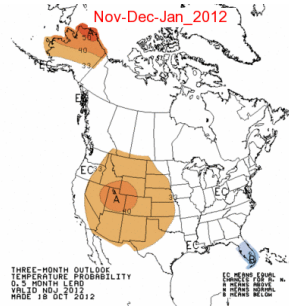 Nov-Dec-Jan_2012
50
40
33
EC
EC
33
A
40
33
EC
EC
B
THREE-MONTH OUTLOOK
TEMPERATURE PROBABILITY
0.5 MONTH LEAD
VALID NDJ 2012
MADE 18 OCT 2012
EC MEANS EQUAL
CHANCES FOR A, N, B
A MEANS ABOVE
N MEANS NORMAL
B MEANS BELOW